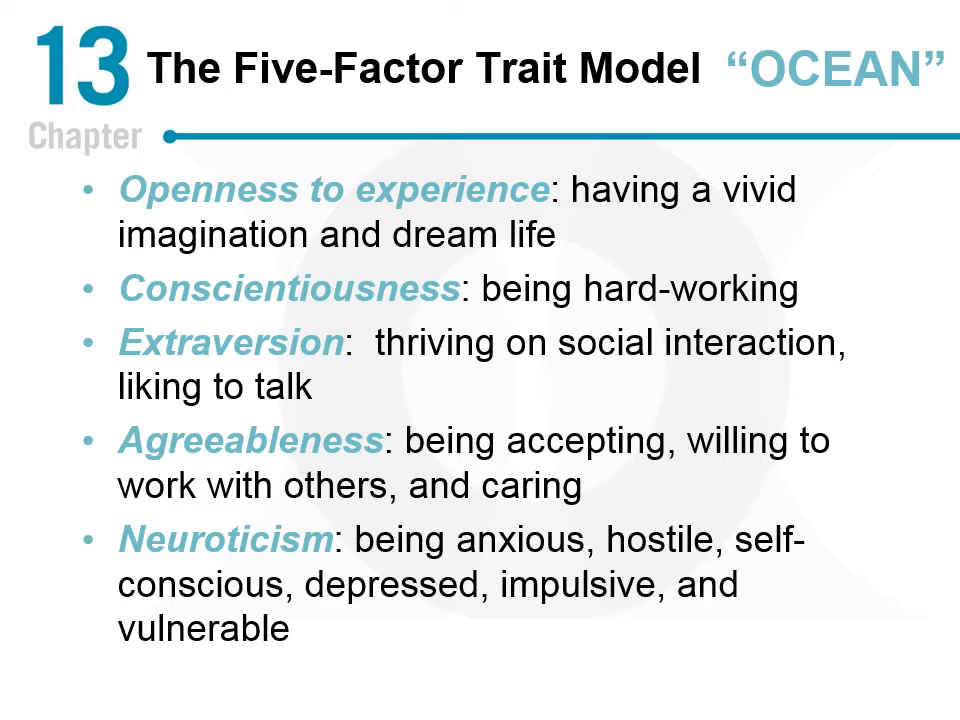 13
The Five-Factor Trait Model “OCEAN”
Chapter
• Openness to experience: having a vivid
imagination and dream life
• Conscientiousness: being hard-working
• Extraversion:  thriving on social interaction,
liking to talk
• Agreeableness: being accepting, willing to
work with others, and caring
• Neuroticism: being anxious, hostile, self-
conscious, depressed, impulsive, and
vulnerable